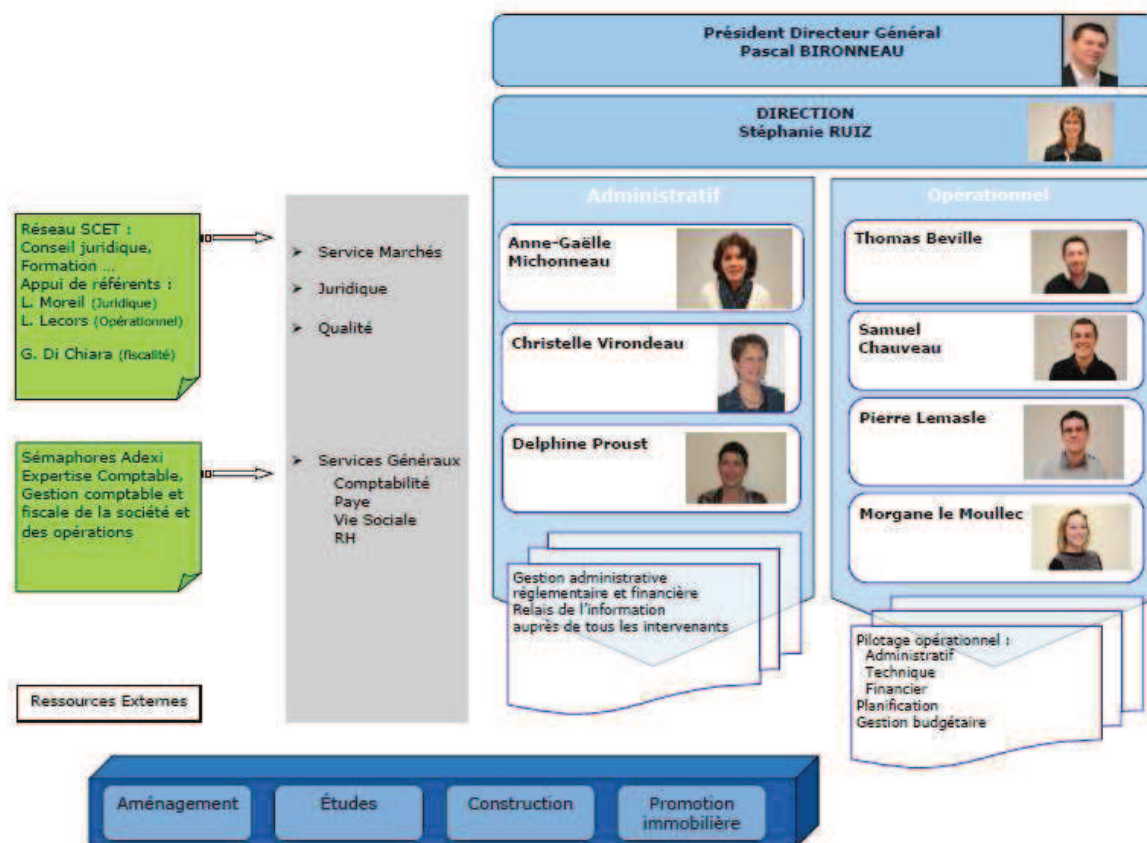 Président Directeur Général
Pascal BIRONNEAU
DIRECTION
Stéphanie RUIZ
Réseau SCET :
Conseil juridique,
Formation ...
Appui de référents :
L. Moreil (Juridique)
L. Lecors (Opérationnel)
G. Di Chiara (fiscalité)
Sémaphores Adexi
Expertise Comptable,
Gestion comptable et
fiscale de la société et
des opérations
Ressources Externes
Service Marchés
Juridique
Qualité
Services Généraux
Comptabilité
Paye
Vie Sociale
RH
Administratif
Anne-Gaëlle
Michonneau
Christelle Virondeau
Delphine Proust
Gestion administrative
réglementaire et financière
Relais de l'information
auprès de tous les intervenants
Opérationnel
Thomas Beville
Samuel
Chauveau
Pierre Lemasle
Morgane le Moullec
Pilotage opérationnel :
Administratif
Technique
Financier
Planification
Gestion budgétaire
Aménagement
Études
Construction
Promotion
immobilière